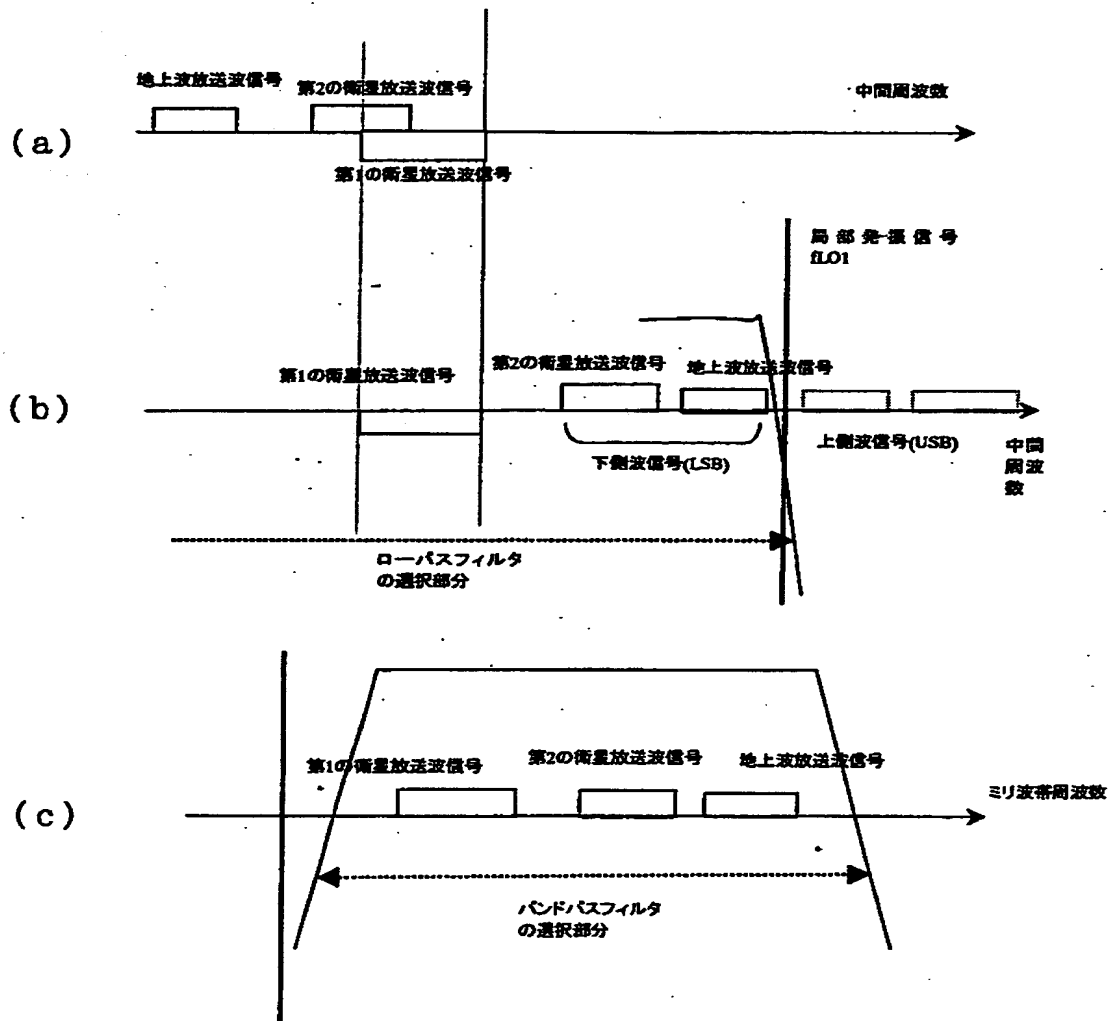 地上波放送波信号
第2の衛星放送波信号
中間周波数
(a)
第1の衛星放送波信号
局部発振信号
fLO1
第1の衛星放送波信号
第2の衛星放送波信号
地上波放送波信号
(b)
下側波信号(LSB)
上側波信号(USB)
中間
周波
数
ローパスフィルタ
の選択部分
第1の衛星放送波信号
第2の衛星放送波信号
地上波放送波信号
ミリ波帯周波数
(c)
バンドパスフィルタ
の選択部分